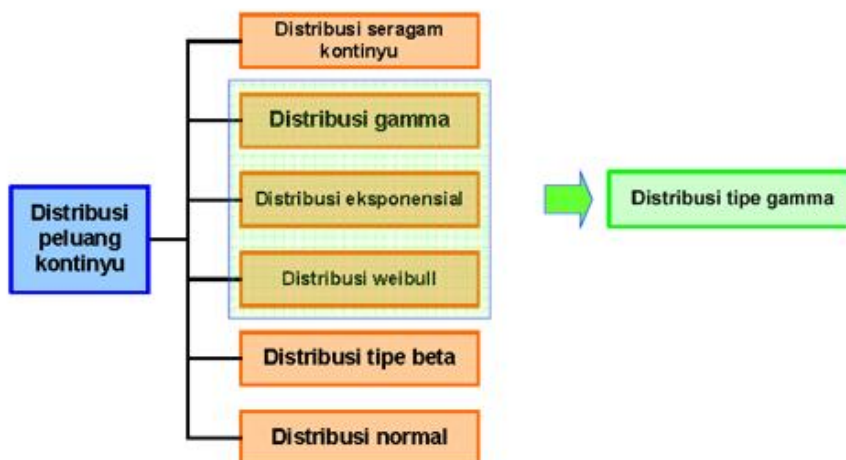 Distribusi seragam
kontinyu
Distribusi gamma
Distribusi
peluang
kontinyu
Distribusi eksponensial
Distribusi tipe gamma
Distribusi weibull
Distribusi tipe beta
Distribusi normal